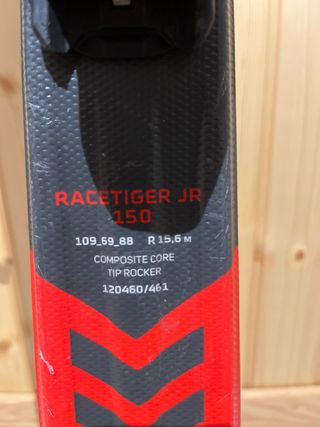 RACETIGER JR
150
109_69_88 R 15,6 M
COMPOSITE CORE
TIP ROCKER
120460/461